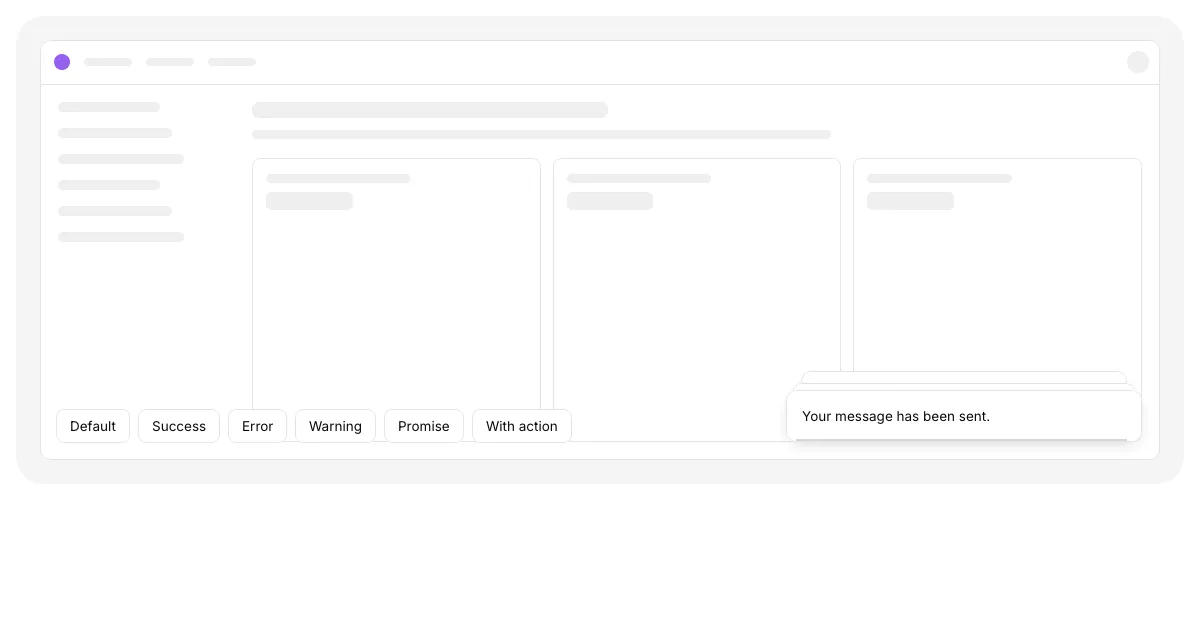 Your message has been sent.
Default
Success
Error
Warning
Promise
With action